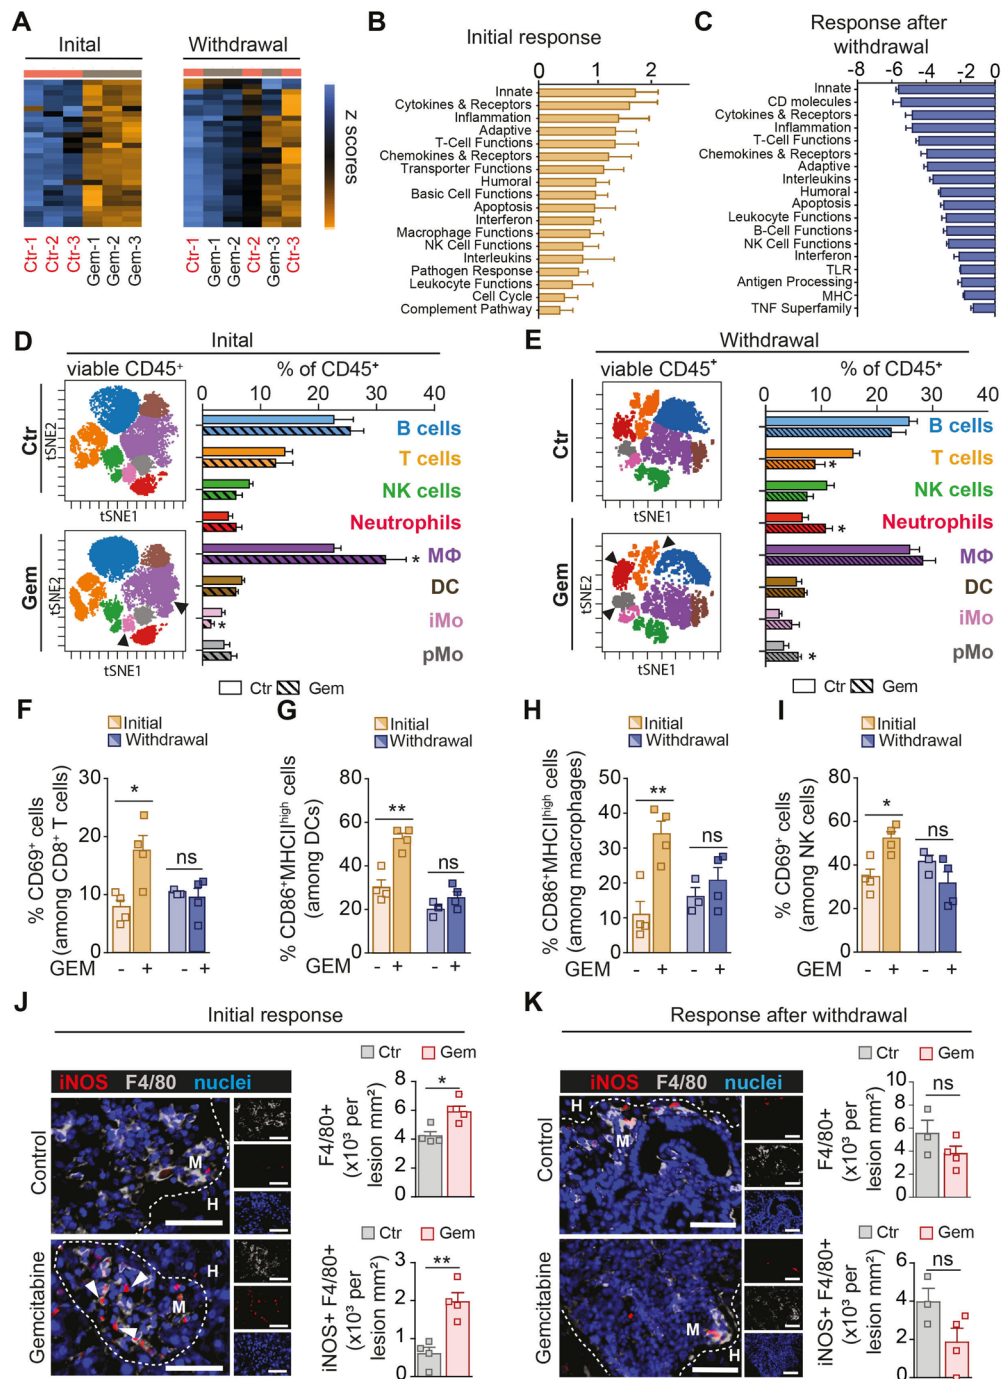 A
Inital
Withdrawal
z scores
Ctr-1
Ctr-2
Ctr-3
Gem-1
Gem-2
Gem-3
Ctr-1
Gem-1
Gem-2
Ctr-2
Gem-3
Ctr-3
B
Initial response
0 1 2
Innate
Cytokines & Receptors
Inflammation
Adaptive
T-Cell Functions
Chemokines & Receptors
Transporter Functions
Humoral
Basic Cell Functions
Apoptosis
Interferon
Macrophage Functions
NK Cell Functions
Interleukins
Pathogen Response
Leukocyte Functions
Cell Cycle
Complement Pathway
C
Response after
withdrawal
-8 -6 -4 -2 0
Innate
CD molecules
Cytokines & Receptors
Inflammation
T-Cell Functions
Chemokines & Receptors
Adaptive
Interleukins
Humoral
Apoptosis
Leukocyte Functions
B-Cell Functions
NK Cell Functions
Interferon
TLR
Antigen Processing
MHC
TNF Superfamily
D
Inital
viable CD45+
% of CD45+
0 10 20 30 40
Ctr
tSNE2
tSNE1
Gem
tSNE2
tSNE1
B cells
T cells
NK cells
Neutrophils
MΦ
*
DC
iMo
*
pMo
Ctr
Gem
E
Withdrawal
viable CD45+
% of CD45+
0 10 20 30 40
Ctr
tSNE2
tSNE1
Gem
tSNE2
tSNE1
B cells
T cells
*
NK cells
Neutrophils
*
MΦ
DC
iMo
pMo
*
Ctr
Gem
F
Initial
Withdrawal
% CD69+ cells
(among CD8+ T cells)
30
20
10
0
*
ns
GEM - + - +
G
Initial
Withdrawal
% CD86+MHCIIhigh cells
(among DCs)
80
60
40
20
0
**
ns
- + - +
H
Initial
Withdrawal
% CD86+MHCIIhigh cells
(among macrophages)
50
40
30
20
10
0
**
ns
GEM - + - +
I
Initial
Withdrawal
% CD69+ cells
(among NK cells)
80
60
40
20
0
*
ns
- + - +
J
Initial response
iNOS F4/80 nuclei
Control
M
H
Gemcitabine
H
M
Ctr Gem
F4/80+
(x10³ per
lesion mm²)
8
6
4
2
0
*
Ctr Gem
iNOS+ F4/80+
(x10³ per
lesion mm²)
3
2
1
0
**
K
Response after withdrawal
iNOS F4/80 nuclei
Control
H
M
Gemcitabine
M
H
Ctr Gem
F4/80+
(x10³ per
lesion mm²)
10
8
6
4
2
0
ns
Ctr Gem
iNOS+ F4/80+
(x10³ per
lesion mm²)
6
4
2
0
ns